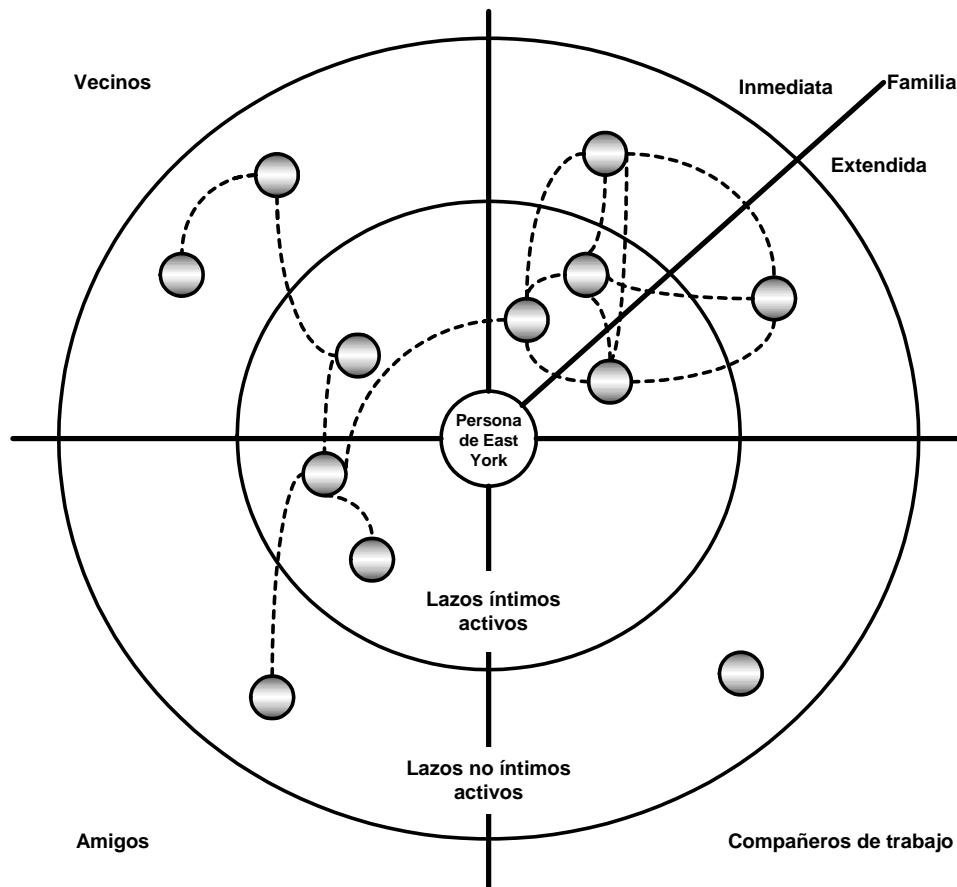 Vecinos
Inmediata
Familia
Extendida
Persona
de East
York
Lazos íntimos
activos
Lazos no íntimos
activos
Amigos
Compañeros de trabajo